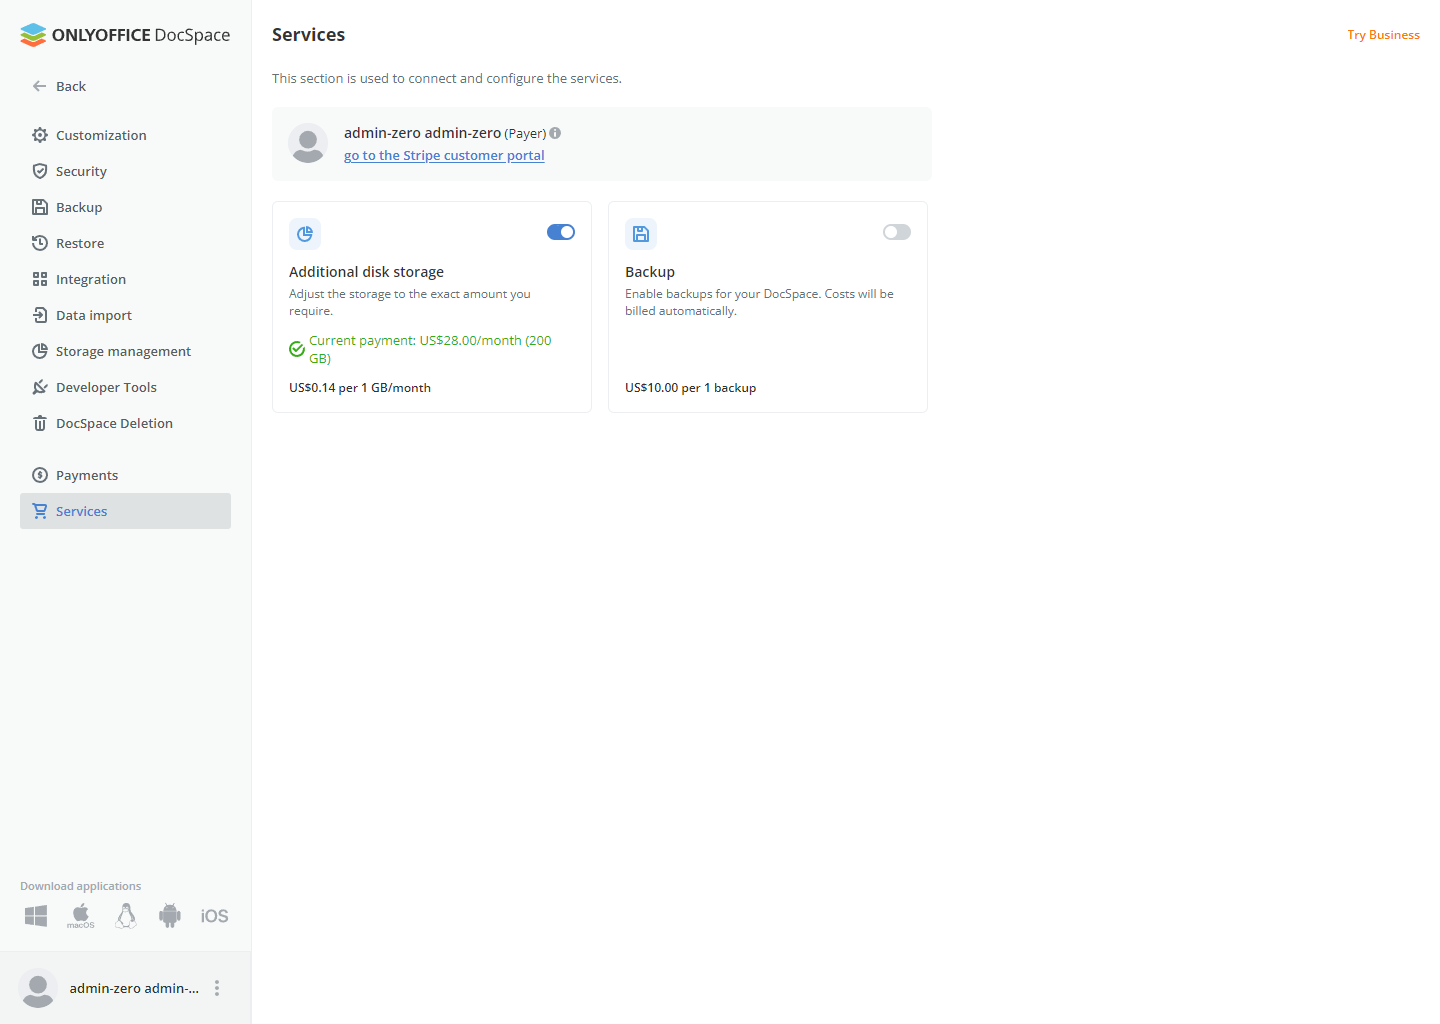 ONLYOFFICE DocSpace
Back
Customization
Security
Backup
Restore
Integration
Data import
Storage management
Developer Tools
DocSpace Deletion
Payments
Services
Download applications
macOS
iOS
admin-zero admin-...
Services
Try Business
This section is used to connect and configure the services.
admin-zero admin-zero (Payer)
go to the Stripe customer portal
Additional disk storage
Adjust the storage to the exact amount you
require.
Current payment: US$28.00/month (200
GB)
US$0.14 per 1 GB/month
Backup
Enable backups for your DocSpace. Costs will be
billed automatically.
US$10.00 per 1 backup